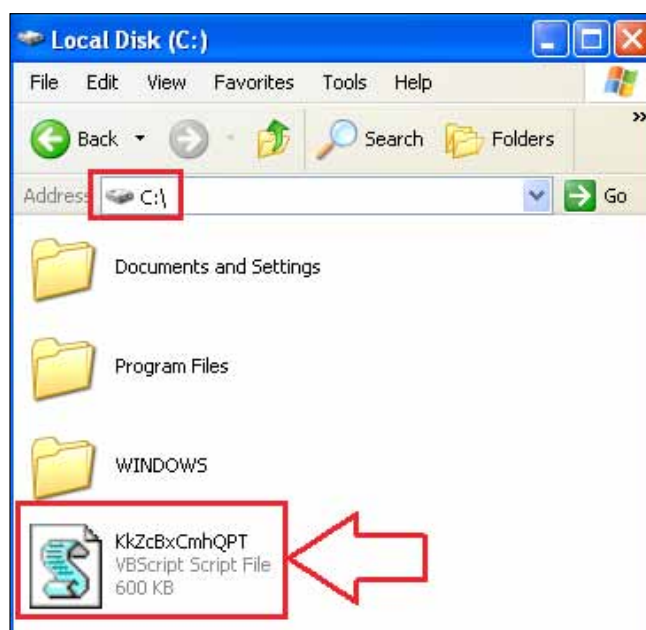 Local Disk (C:)
File Edit View Favorites Tools Help
Back Search Folders »
Address C:\ Go
Documents and Settings
Program Files
WINDOWS
KkZcBxCmhQPT
VBScript Script File
600 KB